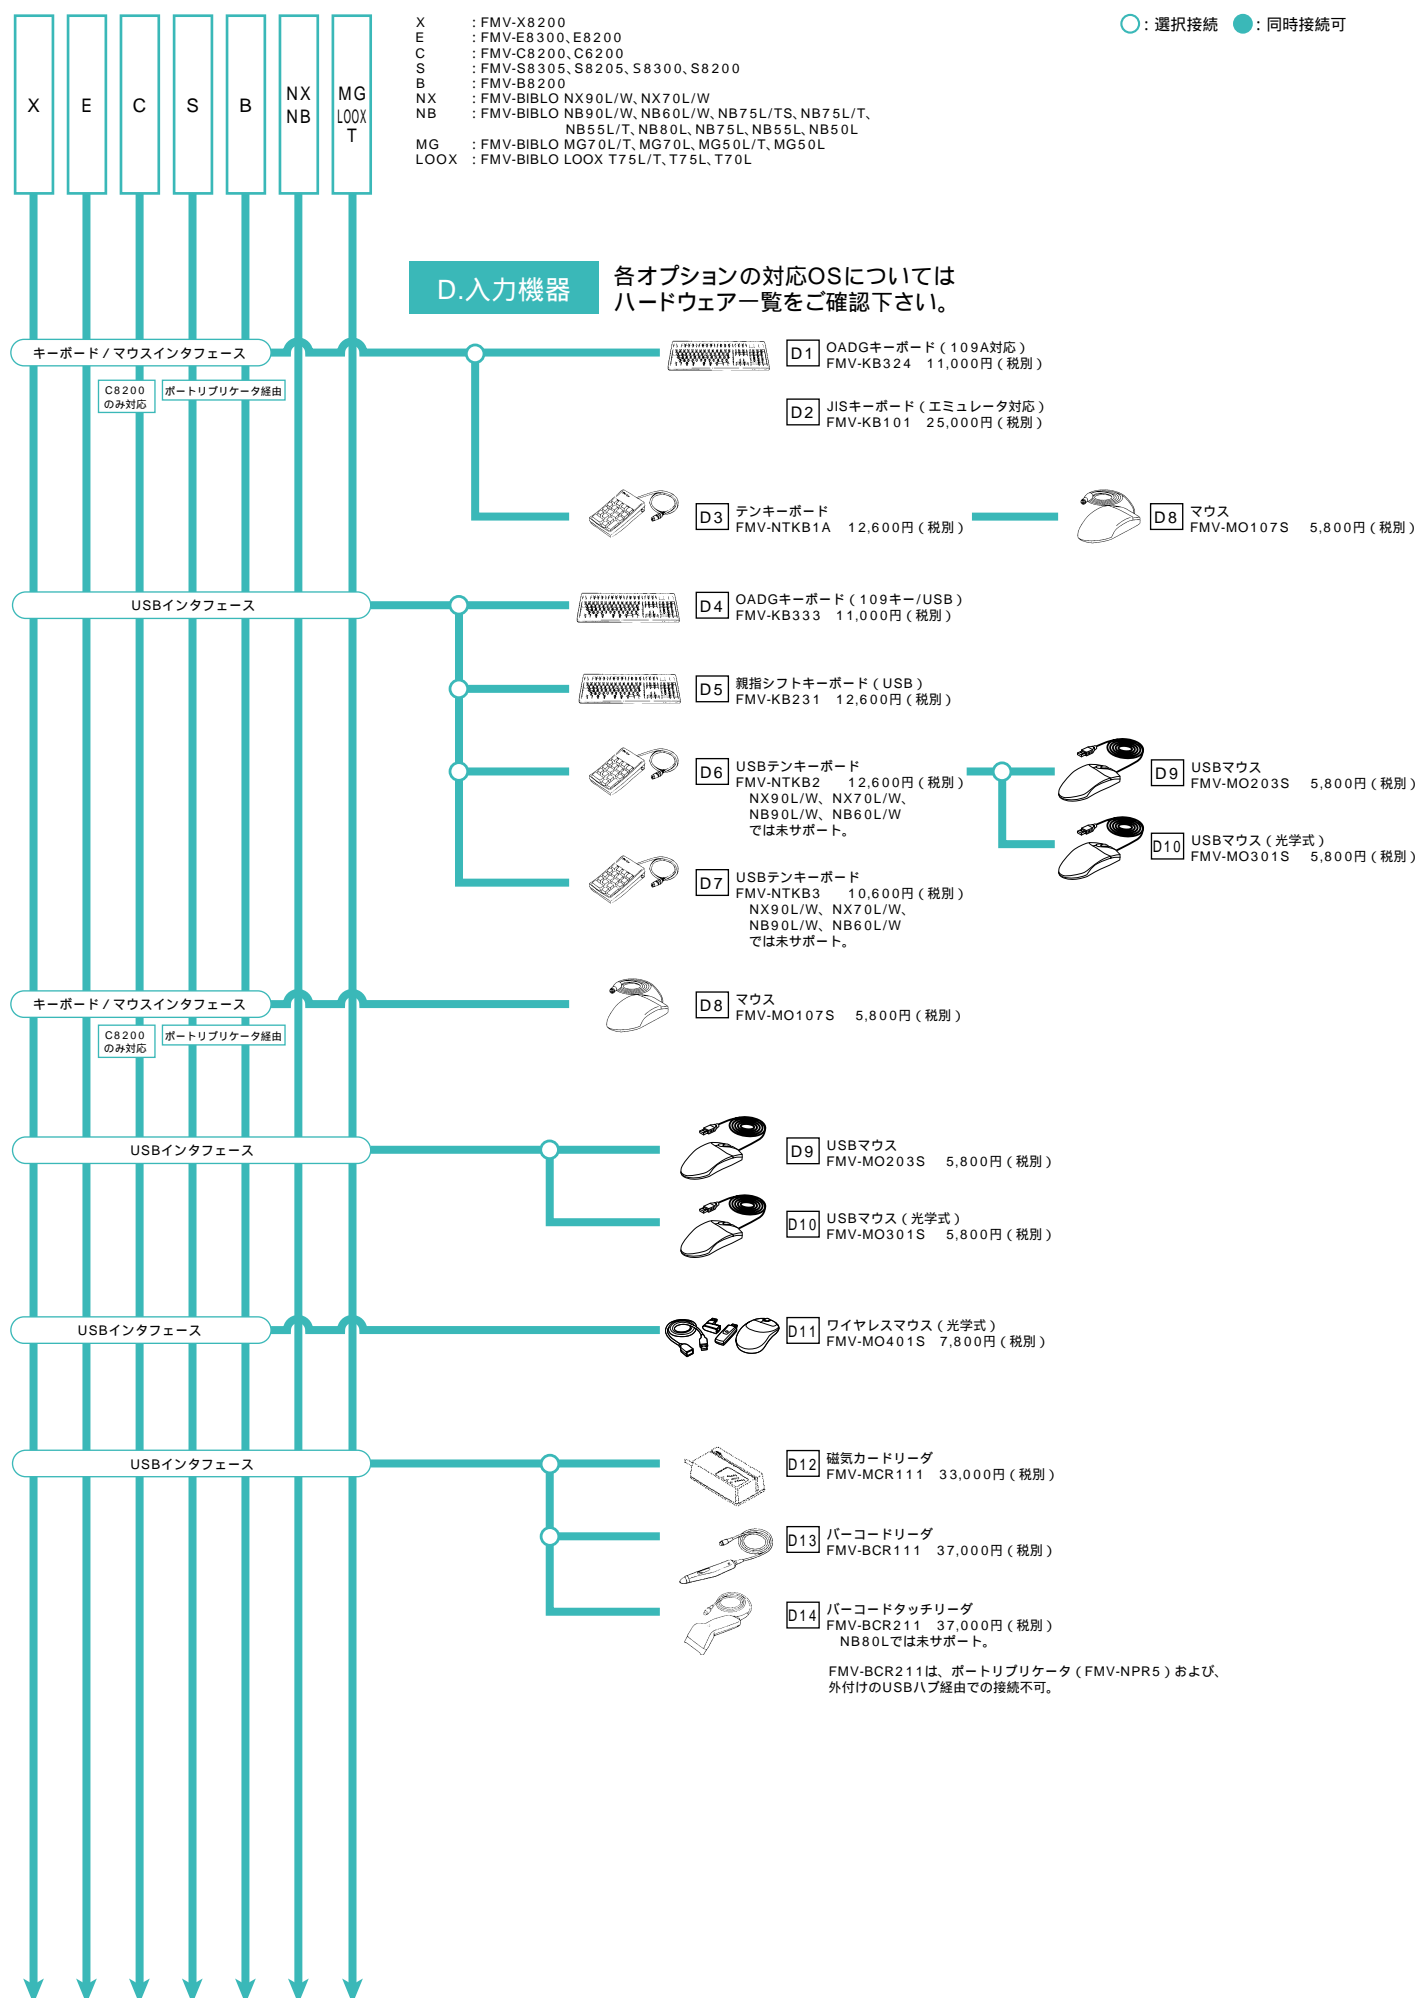 X
E
C
S
B
NX
NB
MG
LOOX
T
X : FMV-X8200
E : FMV-E8300、E8200
C : FMV-C8200、C6200
S : FMV-S8305、S8205、S8300、S8200
B : FMV-B8200
NX : FMV-BIBLO NX90L/W、NX70L/W
NB : FMV-BIBLO NB90L/W、NB60L/W、NB75L/TS、NB75L/T、
NB55L/T、NB80L、NB75L、NB55L、NB50L
MG : FMV-BIBLO MG70L/T、MG70L、MG50L/T、MG50L
LOOX : FMV-BIBLO LOOX T75L/T、T75L、T70L
○：選択接続 ●：同時接続可
D.入力機器
各オプションの対応OSについては
ハードウェア一覧をご確認下さい。
キーボード / マウスインタフェース
C8200
のみ対応
ポートリプリケータ経由
D1 OADGキーボード（109A対応）
FMV-KB324 11,000円（税別）
D2 JISキーボード（エミュレータ対応）
FMV-KB101 25,000円（税別）
D3 テンキーボード
FMV-NTKB1A 12,600円（税別）
D8 マウス
FMV-MO107S 5,800円（税別）
USBインタフェース
D4 OADGキーボード（109キー/USB）
FMV-KB333 11,000円（税別）
D5 親指シフトキーボード（USB）
FMV-KB231 12,600円（税別）
D6 USBテンキーボード
FMV-NTKB2 12,600円（税別）
NX90L/W、NX70L/W、
NB90L/W、NB60L/W
では未サポート。
D9 USBマウス
FMV-MO203S 5,800円（税別）
D10 USBマウス（光学式）
FMV-MO301S 5,800円（税別）
D7 USBテンキーボード
FMV-NTKB3 10,600円（税別）
NX90L/W、NX70L/W、
NB90L/W、NB60L/W
では未サポート。
キーボード / マウスインタフェース
C8200
のみ対応
ポートリプリケータ経由
D8 マウス
FMV-MO107S 5,800円（税別）
USBインタフェース
D9 USBマウス
FMV-MO203S 5,800円（税別）
D10 USBマウス（光学式）
FMV-MO301S 5,800円（税別）
USBインタフェース
D11 ワイヤレスマウス（光学式）
FMV-MO401S 7,800円（税別）
USBインタフェース
D12 磁気カードリーダ
FMV-MCR111 33,000円（税別）
D13 バーコードリーダ
FMV-BCR111 37,000円（税別）
D14 バーコードタッチリーダ
FMV-BCR211 37,000円（税別）
NB80Lでは未サポート。
FMV-BCR211は、ポートリプリケータ（FMV-NPR5）および、
外付けのUSBハブ経由での接続不可。